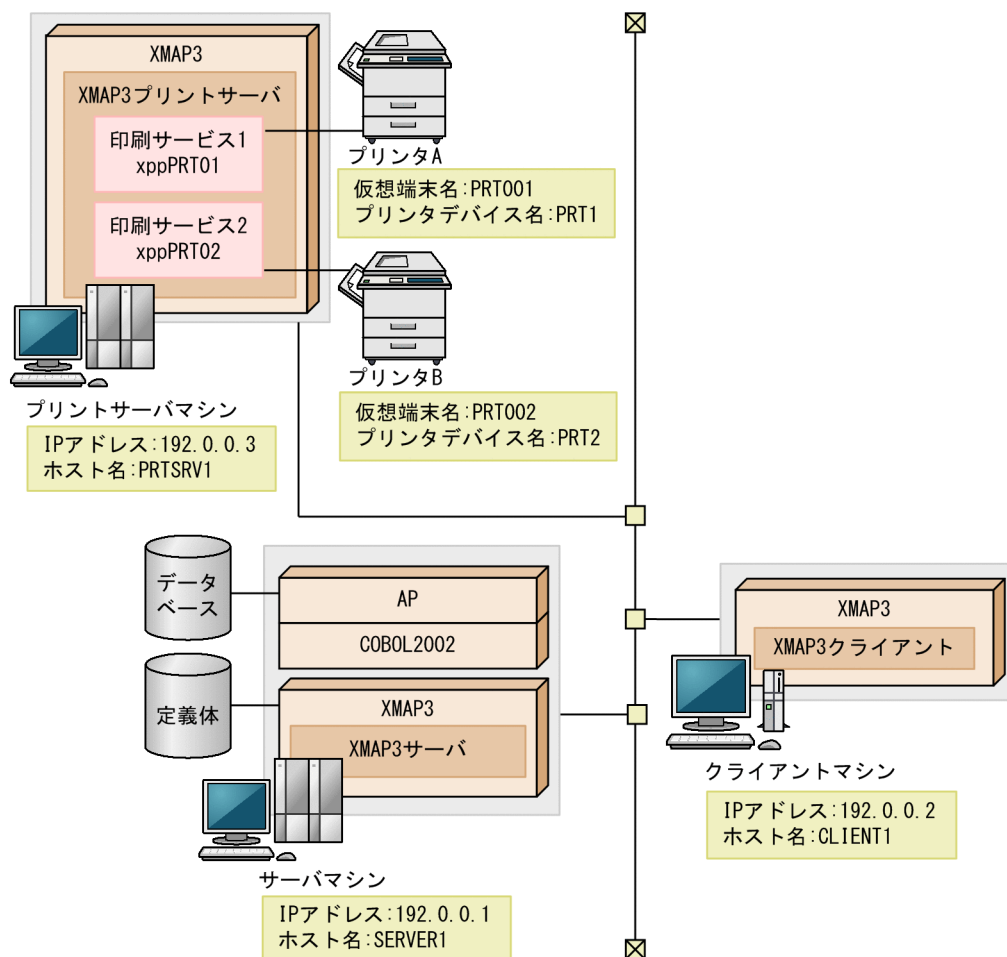 XMAP3
XMAP3プリントサーバ
印刷サービス1
xppPRT01
印刷サービス2
xppPRT02
プリンタA
仮想端末名:PRT001
プリンタデバイス名:PRT1
プリンタB
仮想端末名:PRT002
プリンタデバイス名:PRT2
プリントサーバマシン
IPアドレス:192.0.0.3
ホスト名:PRTSRV1
データ
ベース
定義体
AP
COBOL2002
XMAP3
XMAP3サーバ
サーバマシン
IPアドレス:192.0.0.1
ホスト名:SERVER1
XMAP3
XMAP3クライアント
クライアントマシン
IPアドレス:192.0.0.2
ホスト名:CLIENT1